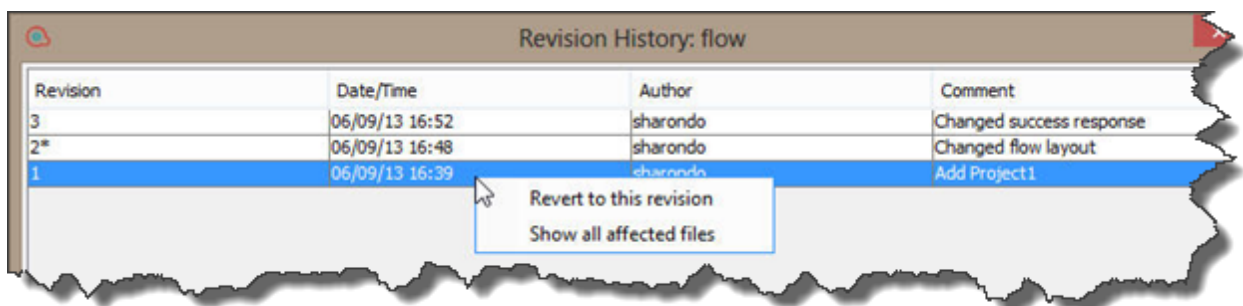 Revision History: flow
Revision Date/Time Author Comment
3 06/09/13 16:52 sharondo Changed success response
2* 06/09/13 16:48 sharondo Changed flow layout
1 06/09/13 16:39 sharondo Add Project1
Revert to this revision
Show all affected files